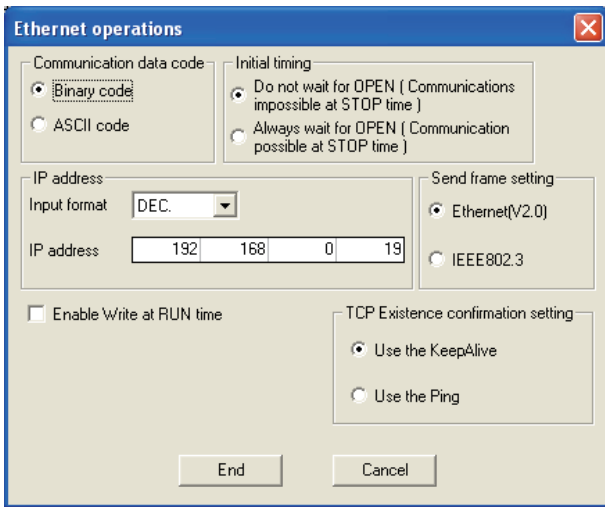 Ethernet operations
Communication data code
Binary code
ASCII code
Initial timing
Do not wait for OPEN ( Communications
impossible at STOP time )
Always wait for OPEN ( Communication
possible at STOP time )
IP address
Input format DEC.
IP address 192 168 0 19
Send frame setting
Ethernet(V2.0)
IEEE802.3
Enable Write at RUN time
TCP Existence confirmation setting
Use the KeepAlive
Use the Ping
End Cancel